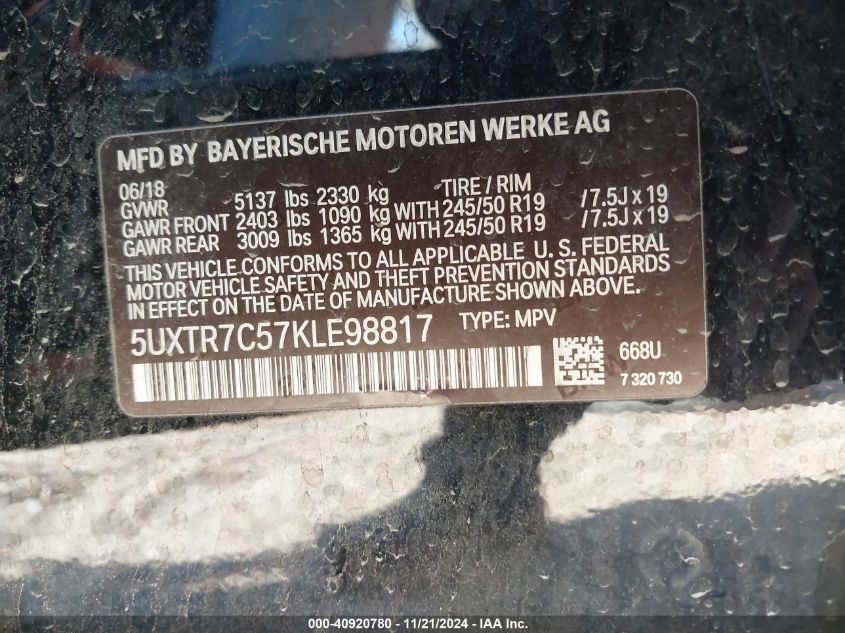 MFD BY BAYERISCHE MOTOREN WERKE AG
06/18 TIRE / RIM
GVWR 5137 lbs 2330 kg
GAWR FRONT 2403 lbs 1090 kg WITH 245/50 R19 /7.5J x 19
GAWR REAR 3009 lbs 1365 kg WITH 245/50 R19 /7.5J x 19
THIS VEHICLE CONFORMS TO ALL APPLICABLE U. S. FEDERAL
MOTOR VEHICLE SAFETY AND THEFT PREVENTION STANDARDS
IN EFFECT ON THE DATE OF MANUFACTURE SHOWN ABOVE.
5UXTR7C57KLE98817 TYPE: MPV
668U
7 320 730
000-40920780 - 11/21/2024 - IAA Inc.